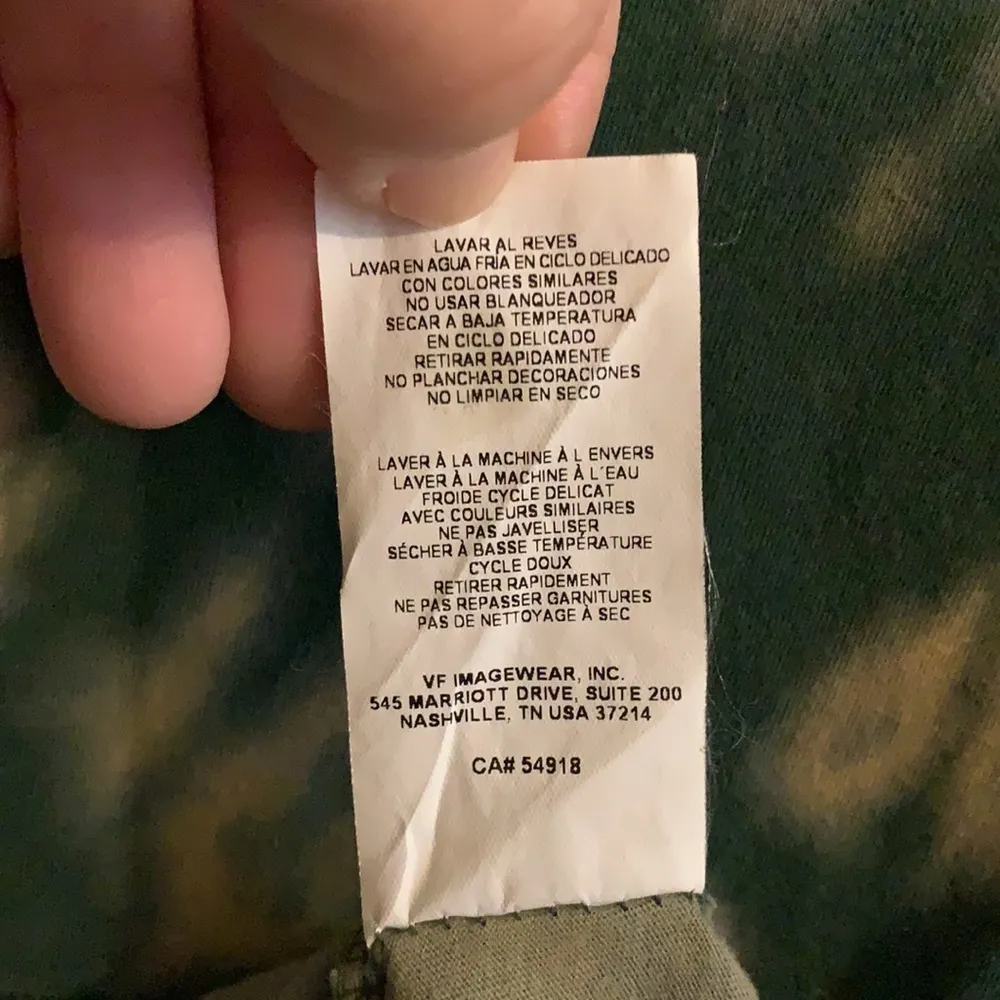 LAVAR AL REVES
LAVAR EN AGUA FRÍA EN CICLO DELICADO
CON COLORES SIMILARES
NO USAR BLANQUEADOR
SECAR A BAJA TEMPERATURA
EN CICLO DELICADO
RETIRAR RAPIDAMENTE
NO PLANCHAR DECORACIONES
NO LIMPIAR EN SECO
LAVER À LA MACHINE À L ENVERS
LAVER À LA MACHINE À L'EAU
FROIDE CYCLE DELICAT
AVEC COULEURS SIMILAIRES
NE PAS JAVELLISER
SÉCHER À BASSE TEMPÉRATURE
CYCLE DOUX
RETIRER RAPIDEMENT
NE PAS REPASSER GARNITURES
PAS DE NETTOYAGE À SEC
VF IMAGEWEAR, INC.
545 MARRIOTT DRIVE, SUITE 200
NASHVILLE, TN USA 37214
CA# 54918